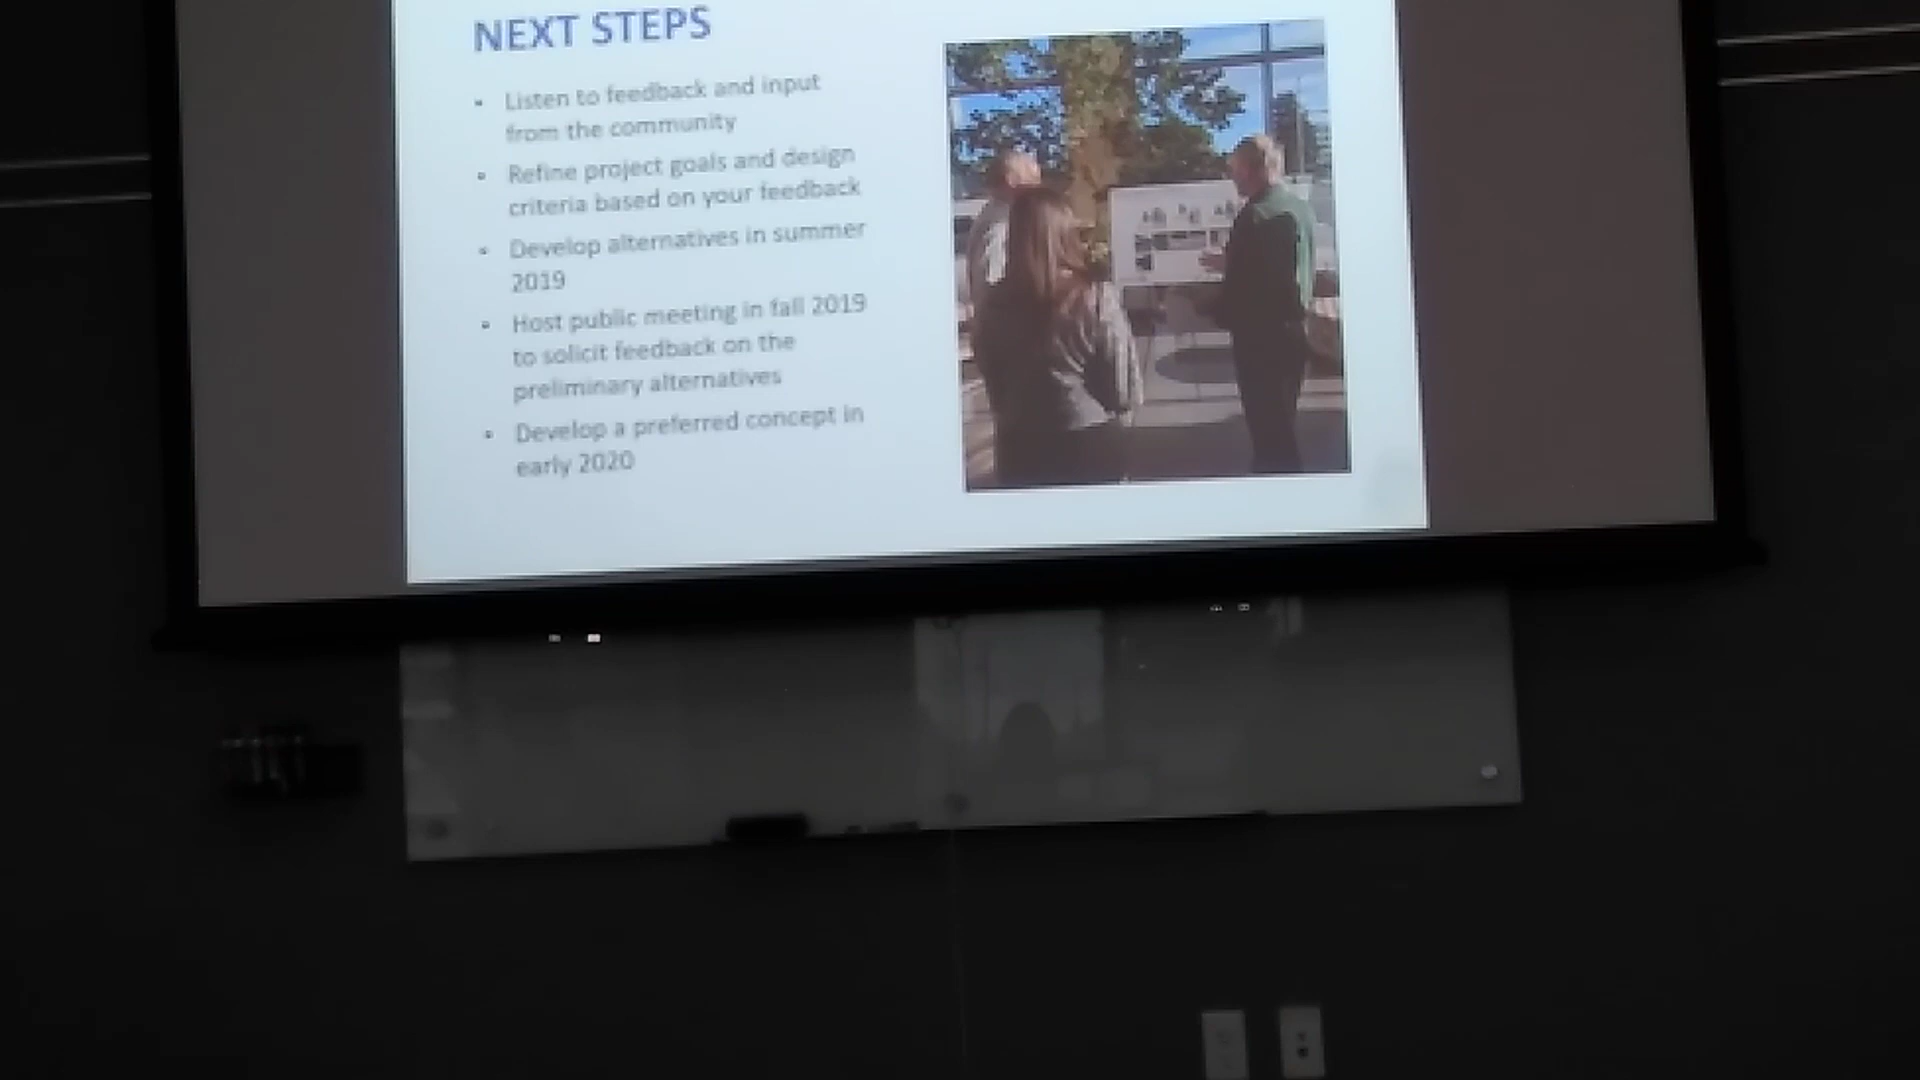 NEXT STEPS
• Listen to feedback and input
from the community
• Refine project goals and design
criteria based on your feedback
• Develop alternatives in summer
2019
• Host public meeting in fall 2019
to solicit feedback on the
preliminary alternatives
• Develop a preferred concept in
early 2020